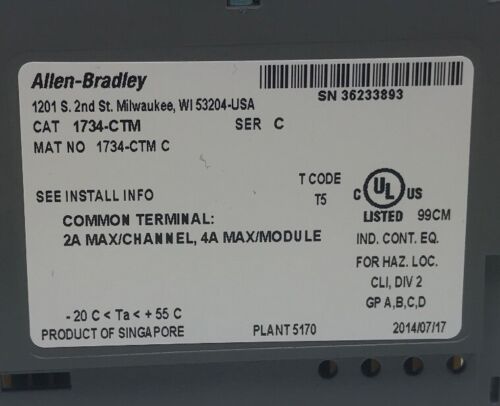 Allen-Bradley
SN 36233893
1201 S. 2nd St. Milwaukee, WI 53204-USA
CAT 1734-CTM SER C
MAT NO 1734-CTM C
SEE INSTALL INFO
T CODE
T5
C UL US
LISTED 99CM
COMMON TERMINAL:
2A MAX/CHANNEL, 4A MAX/MODULE
IND. CONT. EQ.
FOR HAZ. LOC.
CLI, DIV 2
GP A,B,C,D
- 20 C < Ta < + 55 C
PRODUCT OF SINGAPORE PLANT 5170 2014/07/17